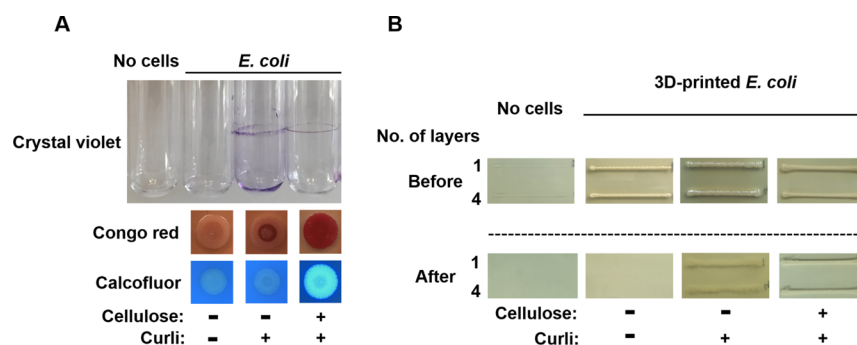 A
No cells
E. coli
Crystal violet
Congo red
Calcofluor
Cellulose: - - +
Curli: - + +
B
3D-printed E. coli
No cells
No. of layers
1
Before
4
1
After
4
Cellulose: - - +
Curli: - + +